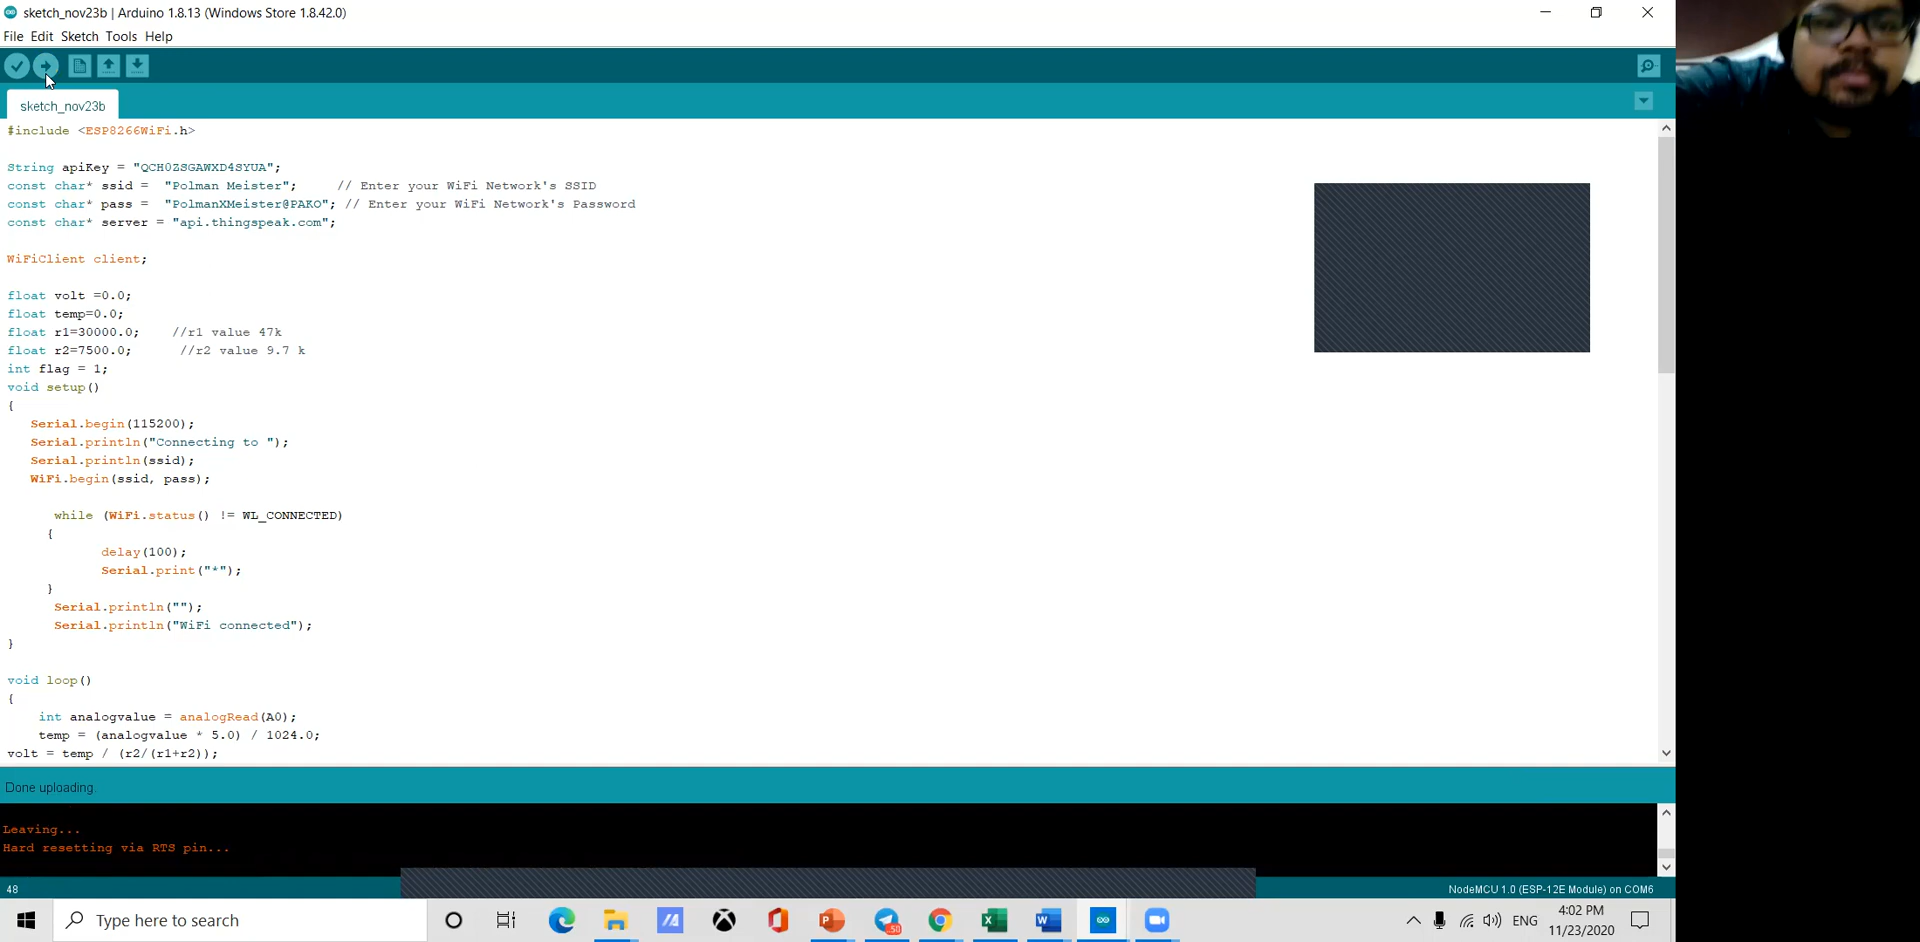 sketch_nov23b | Arduino 1.8.13 (Windows Store 1.8.42.0)
File Edit Sketch Tools Help
sketch_nov23b
#include <ESP8266WiFi.h>
String apiKey = "QCH0ZSGAWXD4SYUA";
const char* ssid =  "Polman Meister";     // Enter your WiFi Network's SSID
const char* pass =  "PolmanXMeister@PAKO"; // Enter your WiFi Network's Password
const char* server = "api.thingspeak.com";
WiFiClient client;
float volt =0.0;
float temp=0.0;
float r1=30000.0;    //r1 value 47k
float r2=7500.0;      //r2 value 9.7 k
int flag = 1;
void setup()
{
Serial.begin(115200);
Serial.println("Connecting to ");
Serial.println(ssid);
WiFi.begin(ssid, pass);
while (WiFi.status() != WL_CONNECTED)
{
delay(100);
Serial.print("*");
}
Serial.println("");
Serial.println("WiFi connected");
}
void loop()
{
int analogvalue = analogRead(A0);
temp = (analogvalue * 5.0) / 1024.0;
volt = temp / (r2/(r1+r2));
Done uploading.
Leaving...
Hard resetting via RTS pin...
48
NodeMCU 1.0 (ESP-12E Module) on COM6
Type here to search
50
ENG
4:02 PM
11/23/2020